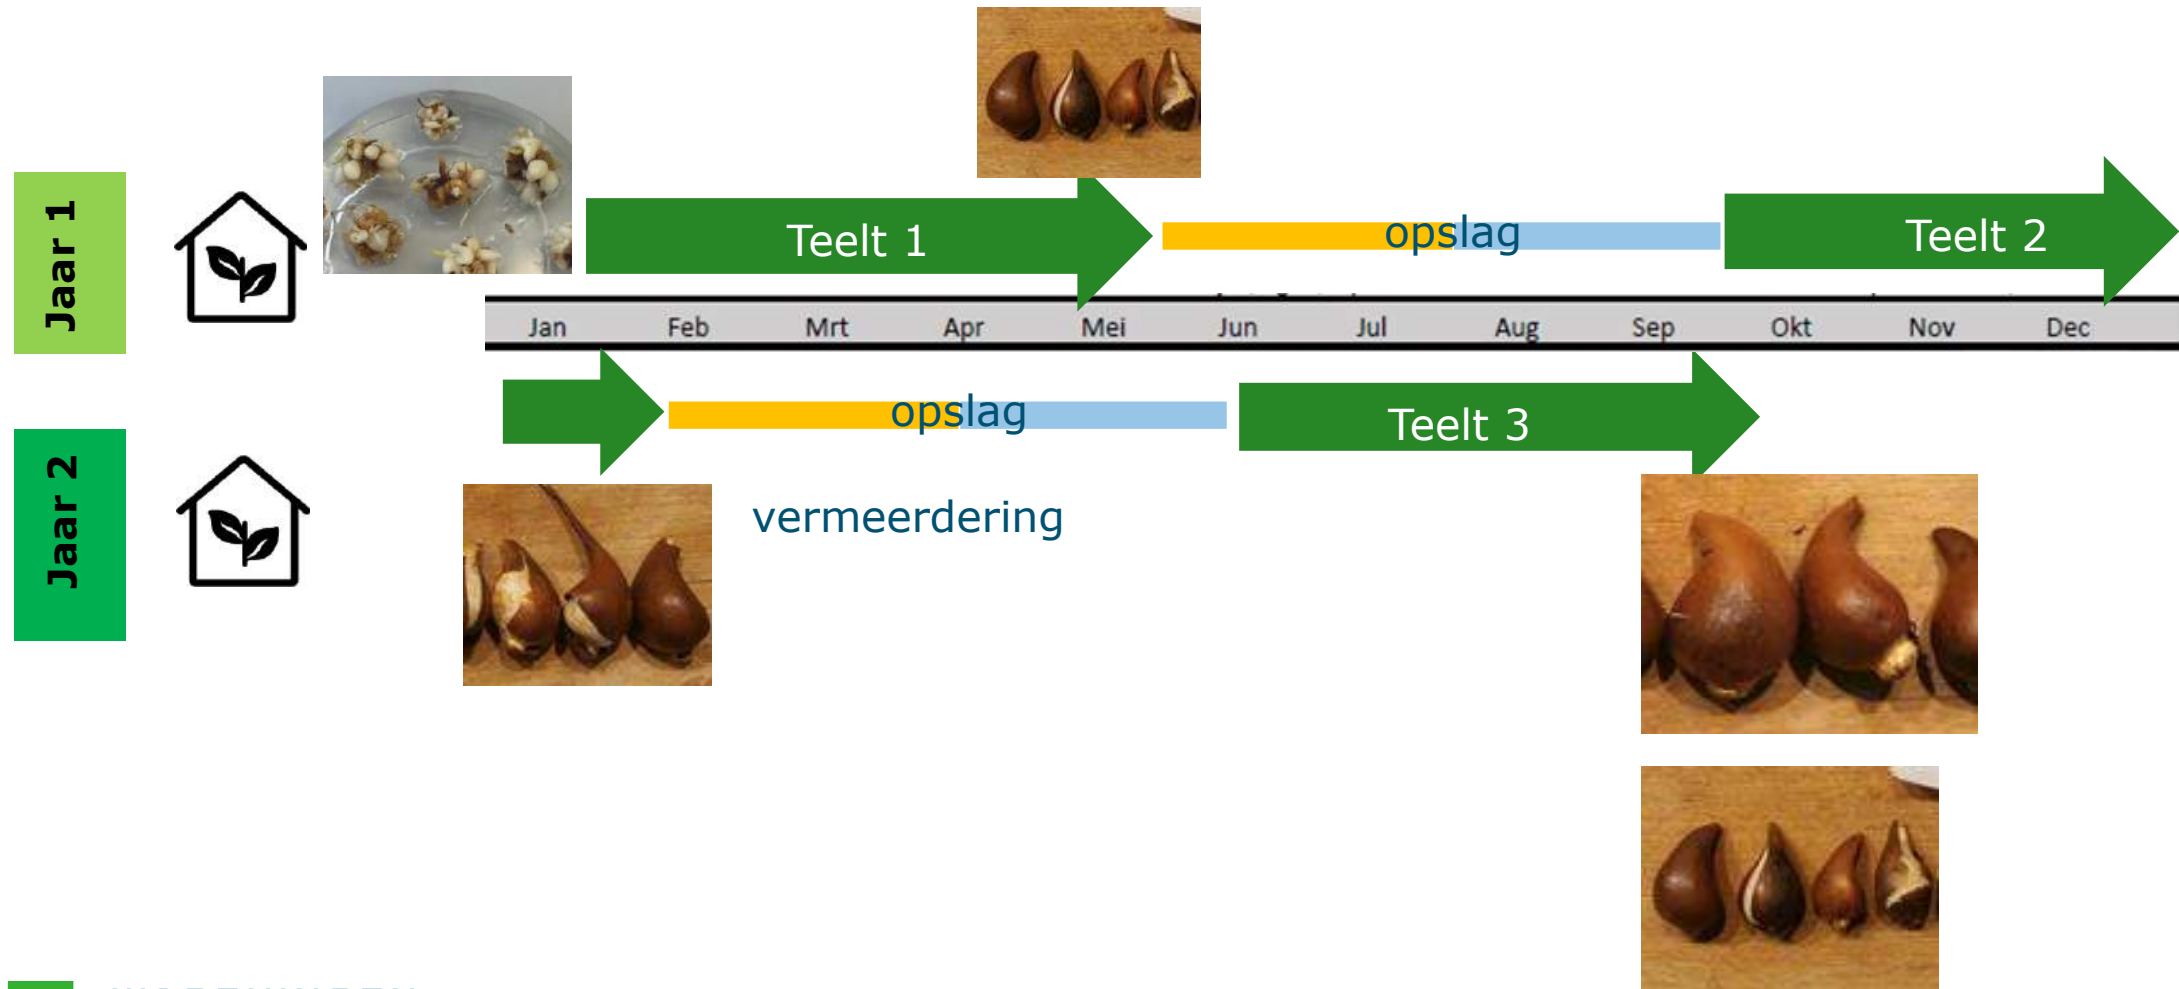 Jaar 1
Teelt 1
opslag
Teelt 2
Jan Feb Mrt Apr Mei Jun Jul Aug Sep Okt Nov Dec
opslag
Teelt 3
Jaar 2
vermeerdering